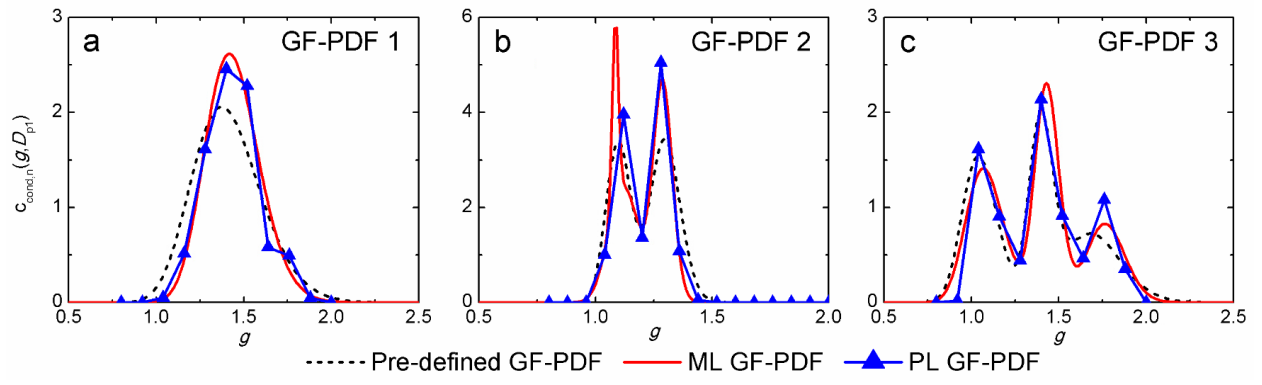 a GF-PDF 1
b GF-PDF 2
c GF-PDF 3
c_cond,n(g,D_p1)
3
2
1
0
0.5 1.0 1.5 2.0 2.5
g
6
4
2
0
0.5 1.0 1.5 2.0
g
3
2
1
0
0.5 1.0 1.5 2.0 2.5
g
Pre-defined GF-PDF ML GF-PDF PL GF-PDF